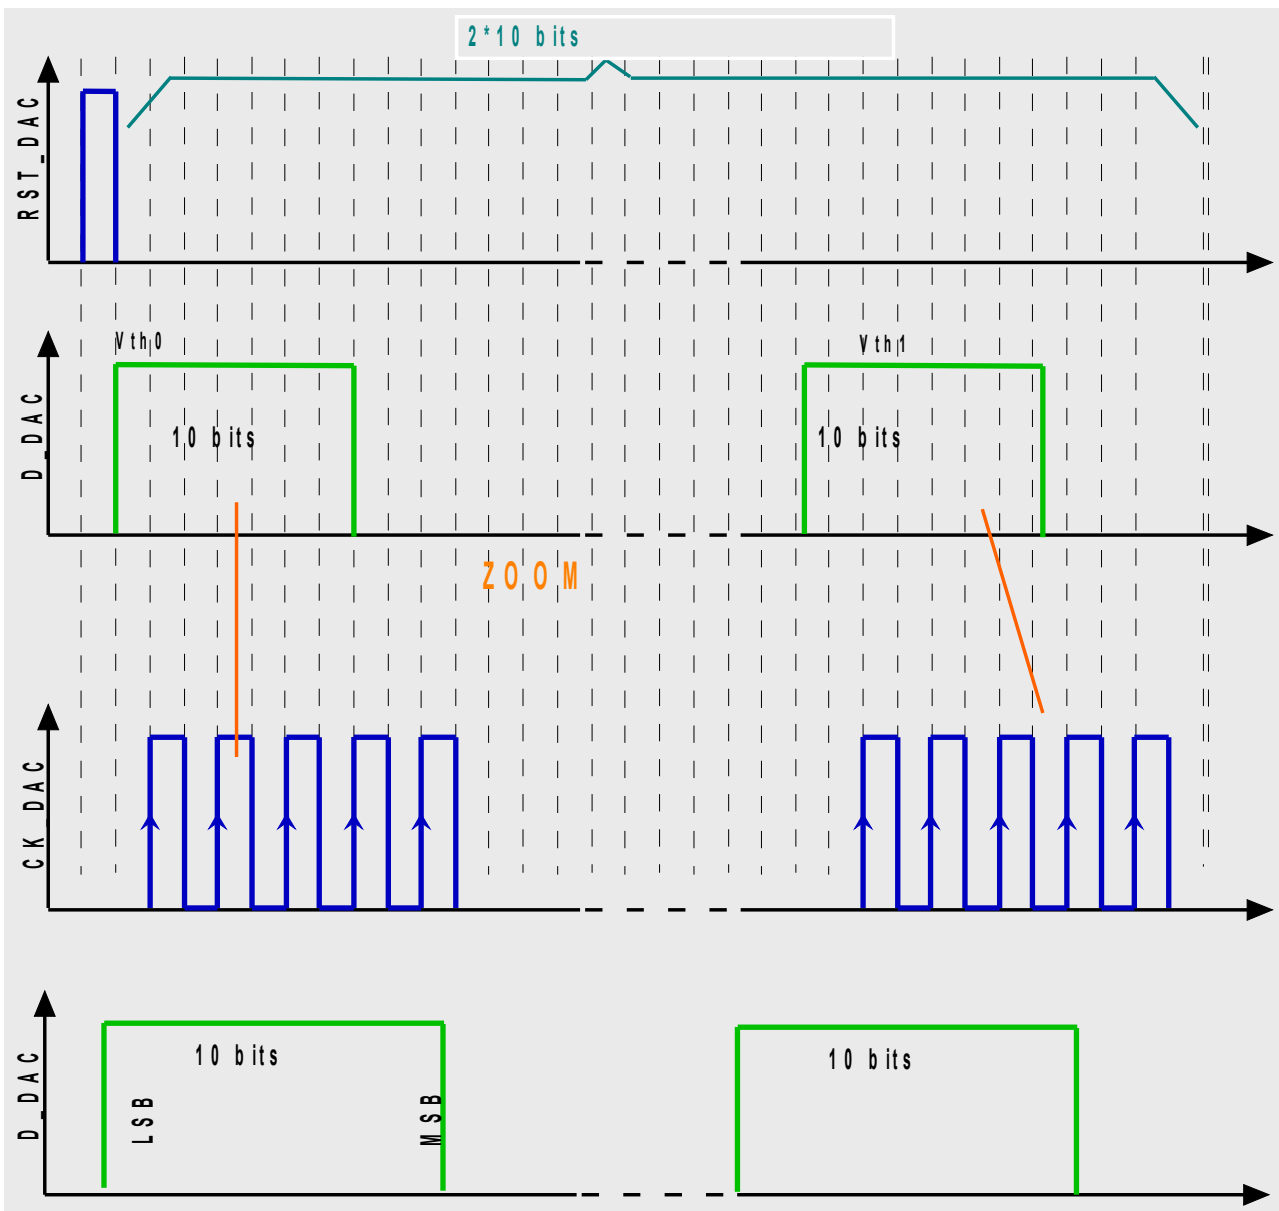 2*10 bits
RST_DAC
Vth0
Vth1
D_DAC
10 bits
10 bits
ZOOM
CK_DAC
D_DAC
10 bits
10 bits
LSB
MSB